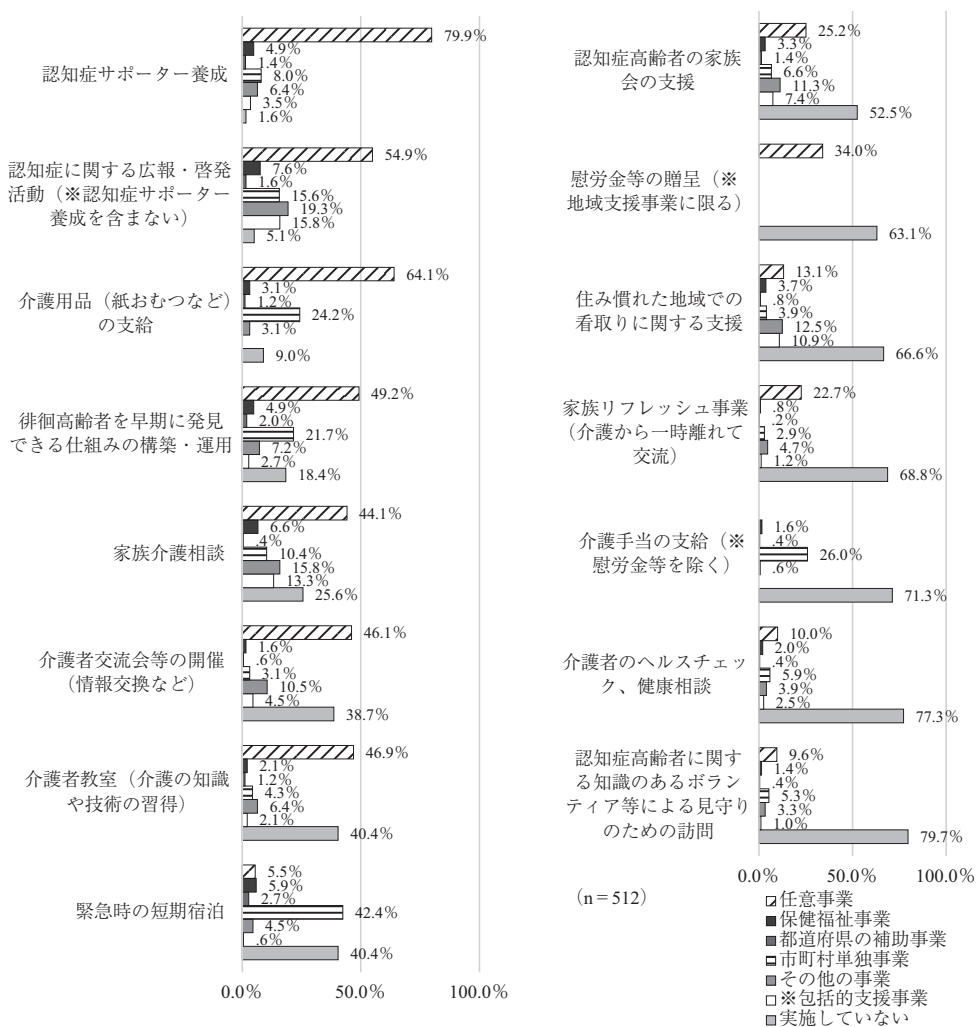 認知症サポーター養成
79.9%
4.9%
1.4%
8.0%
6.4%
3.5%
1.6%
認知症に関する広報・啓発
活動（※認知症サポーター
養成を含まない）
54.9%
7.6%
1.6%
15.6%
19.3%
15.8%
5.1%
介護用品（紙おむつなど）
の支給
64.1%
3.1%
1.2%
24.2%
3.1%
9.0%
徘徊高齢者を早期に発見
できる仕組みの構築・運用
49.2%
4.9%
2.0%
21.7%
7.2%
2.7%
18.4%
家族介護相談
44.1%
6.6%
.4%
10.4%
15.8%
13.3%
25.6%
介護者交流会等の開催
（情報交換など）
46.1%
1.6%
.6%
3.1%
10.5%
4.5%
38.7%
介護者教室（介護の知識
や技術の習得）
46.9%
2.1%
1.2%
4.3%
6.4%
2.1%
40.4%
緊急時の短期宿泊
5.5%
5.9%
2.7%
42.4%
4.5%
.6%
40.4%
0.0%
50.0%
100.0%
認知症高齢者の家族
会の支援
25.2%
3.3%
1.4%
6.6%
11.3%
7.4%
52.5%
慰労金等の贈呈（※
地域支援事業に限る）
34.0%
63.1%
住み慣れた地域での
看取りに関する支援
13.1%
3.7%
.8%
3.9%
12.5%
10.9%
66.6%
家族リフレッシュ事業
（介護から一時離れて
交流）
22.7%
.8%
.2%
2.9%
4.7%
1.2%
68.8%
介護手当の支給（※
慰労金等を除く）
1.6%
.4%
26.0%
.6%
71.3%
介護者のヘルスチェッ
ク、健康相談
10.0%
2.0%
.4%
5.9%
3.9%
2.5%
77.3%
認知症高齢者に関す
る知識のあるボラン
ティア等による見守り
のための訪問
9.6%
1.4%
.4%
5.3%
3.3%
1.0%
79.7%
0.0%
50.0%
100.0%
（n＝512）
任意事業
保健福祉事業
都道府県の補助事業
市町村単独事業
その他の事業
※包括的支援事業
実施していない